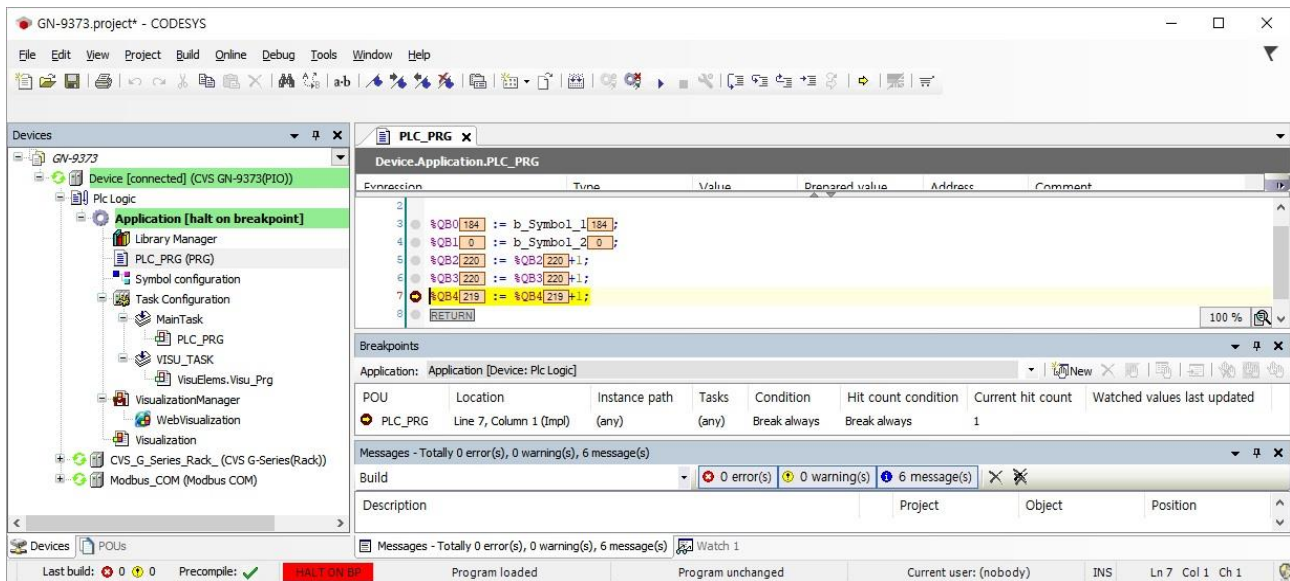 GN-9373.project* - CODESYS
File Edit View Project Build Online Debug Tools Window Help
Devices
GN-9373
Device [connected] (CVS GN-9373(PIO))
Plc Logic
Application [halt on breakpoint]
Library Manager
PLC_PRG (PRG)
Symbol configuration
Task Configuration
MainTask
PLC_PRG
VISU_TASK
VisuElems.Visu_Prg
VisualizationManager
WebVisualization
Visualization
CVS_G_Series_Rack_ (CVS G-Series(Rack))
Modbus_COM (Modbus COM)
Devices POUs
PLC_PRG
Device.Application.PLC_PRG
Expression Type Value Prepared value Address Comment
2
3 %QB0 184 := b_Symbol_1 184 ;
4 %QB1 0 := b_Symbol_2 0 ;
5 %QB2 220 := %QB2 220 +1;
6 %QB3 220 := %QB3 220 +1;
7 %QB4 219 := %QB4 219 +1;
8 RETURN
100 %
Breakpoints
Application: Application [Device: Plc Logic] New
POU Location Instance path Tasks Condition Hit count condition Current hit count Watched values last updated
PLC_PRG Line 7, Column 1 (Impl) (any) (any) Break always Break always 1
Messages - Totally 0 error(s), 0 warning(s), 6 message(s)
Build 0 error(s) 0 warning(s) 6 message(s)
Description Project Object Position
Messages - Totally 0 error(s), 0 warning(s), 6 message(s) Watch 1
Last build: 0 0 Precompile: HALT ON BP Program loaded Program unchanged Current user: (nobody) INS Ln 7 Col 1 Ch 1